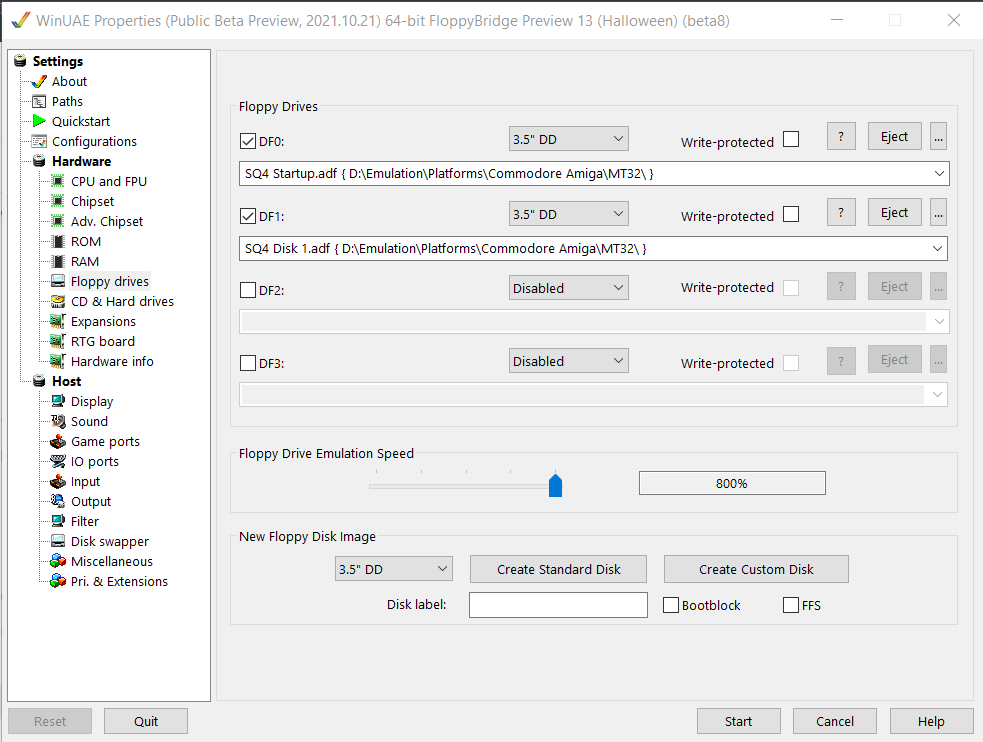 WinUAE Properties (Public Beta Preview, 2021.10.21) 64-bit FloppyBridge Preview 13 (Halloween) (beta8)
Settings
About
Paths
Quickstart
Configurations
Hardware
CPU and FPU
Chipset
Adv. Chipset
ROM
RAM
Floppy drives
CD & Hard drives
Expansions
RTG board
Hardware info
Host
Display
Sound
Game ports
IO ports
Input
Output
Filter
Disk swapper
Miscellaneous
Pri. & Extensions
Floppy Drives
DF0: 3.5" DD Write-protected ? Eject ...
SQ4 Startup.adf { D:\Emulation\Platforms\Commodore Amiga\MT32\ }
DF1: 3.5" DD Write-protected ? Eject ...
SQ4 Disk 1.adf { D:\Emulation\Platforms\Commodore Amiga\MT32\ }
DF2: Disabled Write-protected ? Eject ...
DF3: Disabled Write-protected ? Eject ...
Floppy Drive Emulation Speed
800%
New Floppy Disk Image
3.5" DD Create Standard Disk Create Custom Disk
Disk label: Bootblock FFS
Reset Quit Start Cancel Help